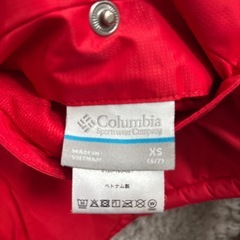 Columbia
Sportswear Company
XS
(6/7)
MADE IN
VIETNAM
ベトナム製